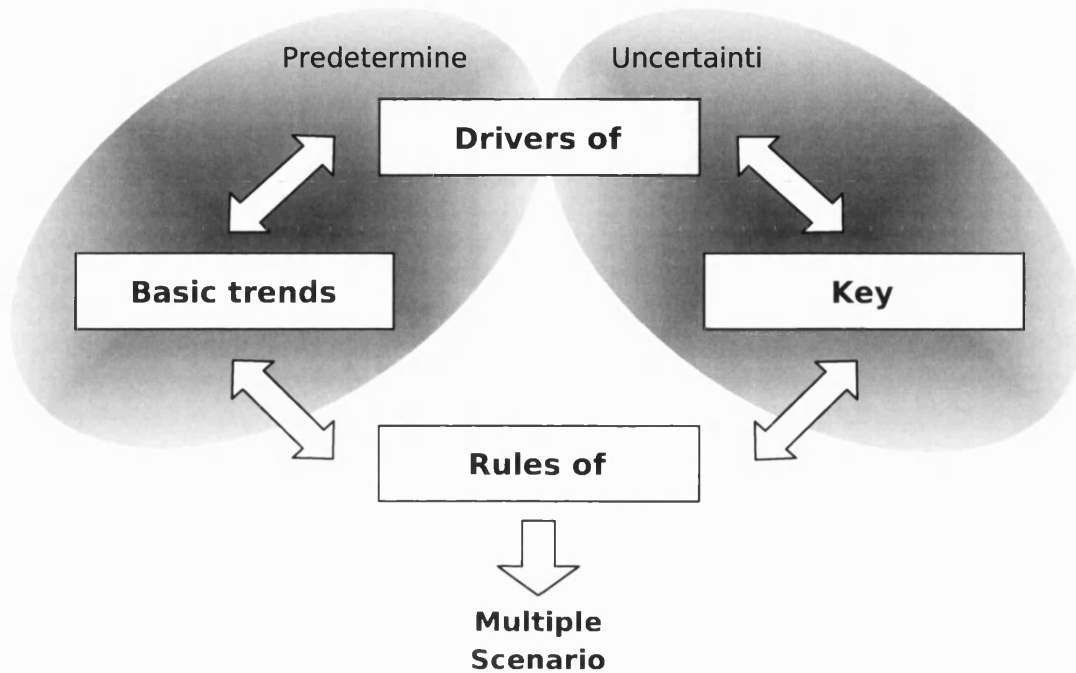 Predetermine
Uncertainti
Drivers of
Basic trends
Key
Rules of
Multiple
Scenario